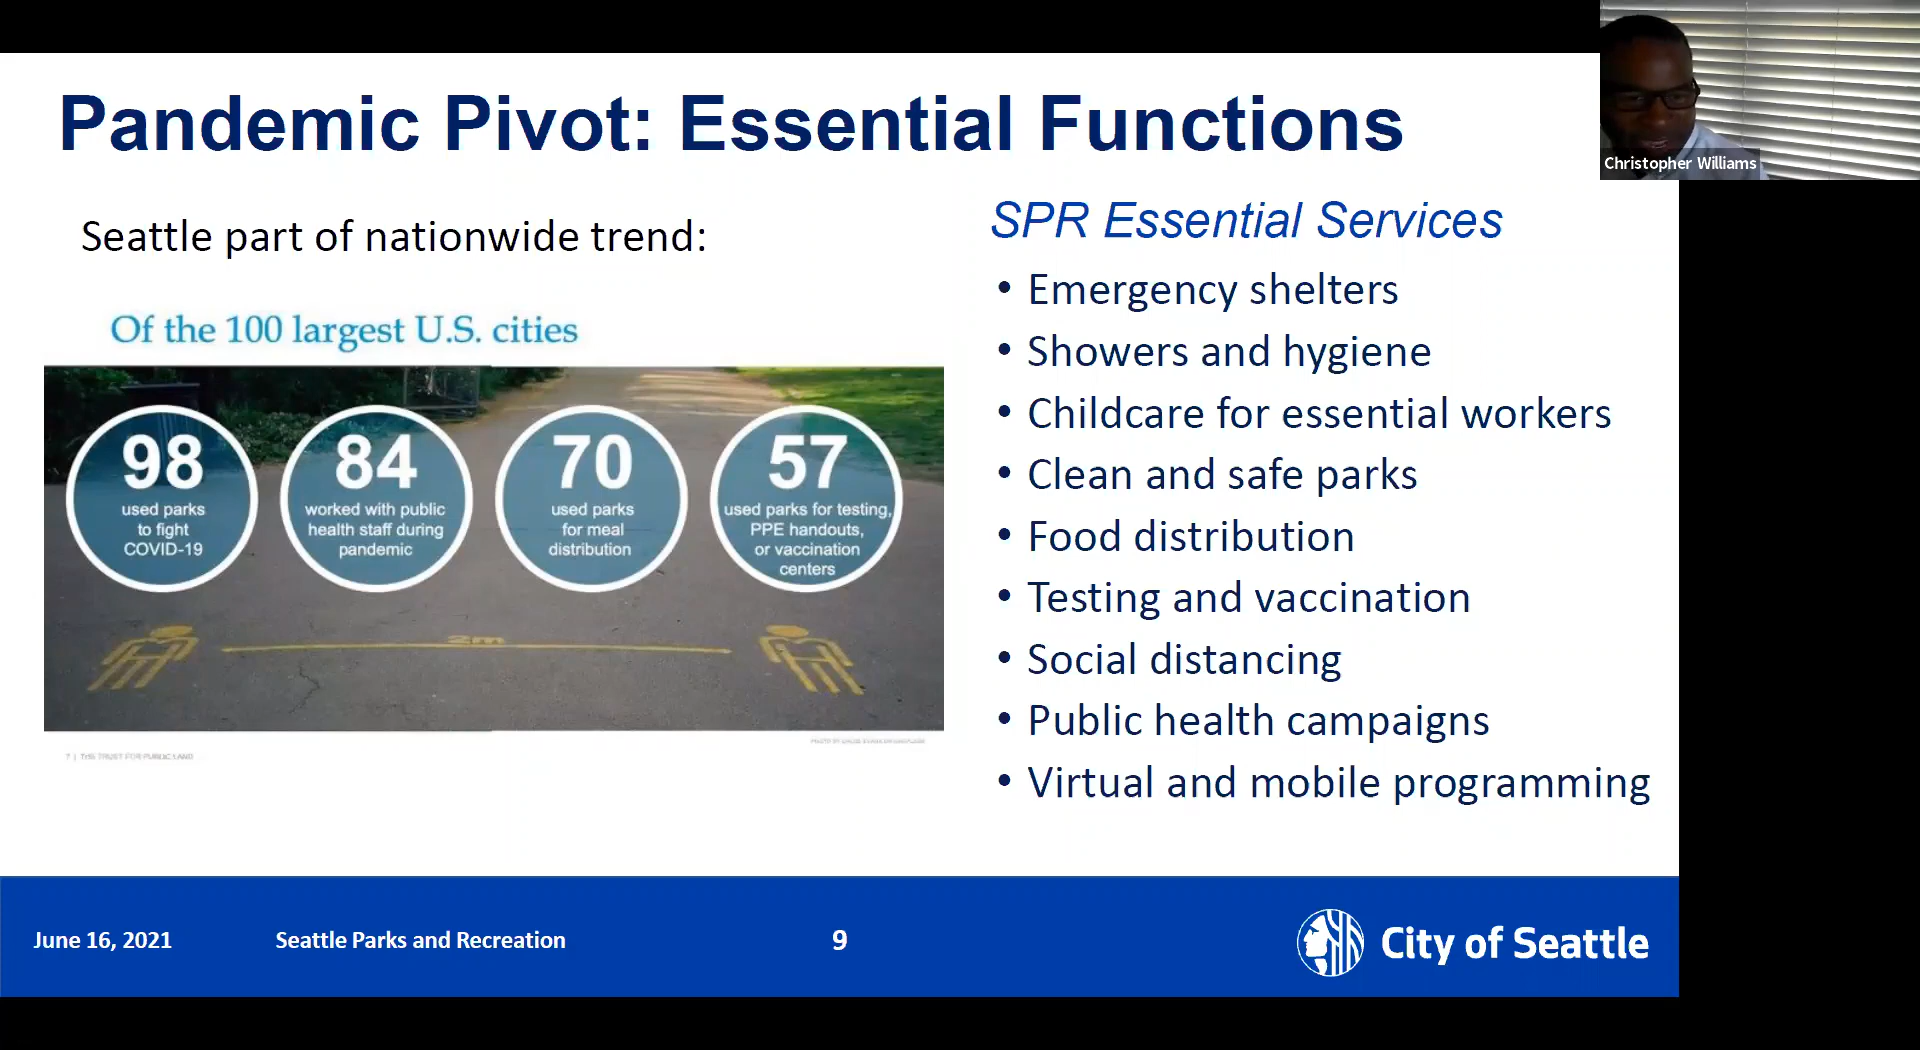 Pandemic Pivot: Essential Functions
Christopher Williams
Seattle part of nationwide trend:
Of the 100 largest U.S. cities
98
used parks
to fight
COVID-19
84
worked with public
health staff during
pandemic
70
used parks
for meal
distribution
57
used parks for testing,
PPE handouts,
or vaccination
centers
2m
7 | THE TRUST FOR PUBLIC LAND
SPR Essential Services
• Emergency shelters
• Showers and hygiene
• Childcare for essential workers
• Clean and safe parks
• Food distribution
• Testing and vaccination
• Social distancing
• Public health campaigns
• Virtual and mobile programming
June 16, 2021
Seattle Parks and Recreation
9
City of Seattle